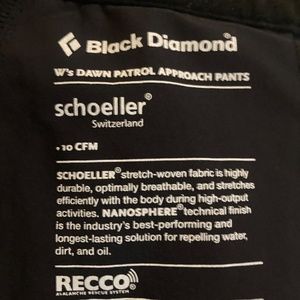 Black Diamond®
W's DAWN PATROL APPROACH PANTS
schoeller®
Switzerland
+10 CFM
SCHOELLER® stretch-woven fabric is highly
durable, optimally breathable, and stretches
efficiently with the body during high-output
activities. NANOSPHERE® technical finish
is the industry's best-performing and
longest-lasting solution for repelling water,
dirt, and oil.
RECCO®
AVALANCHE RESCUE SYSTEM